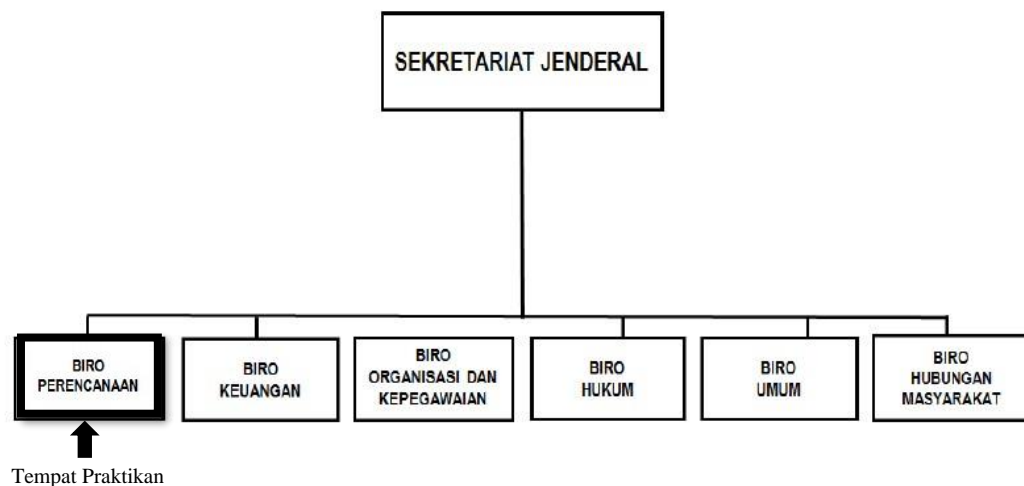 SEKRETARIAT JENDERAL
BIRO
PERENCANAAN
BIRO
KEUANGAN
BIRO
ORGANISASI DAN
KEPEGAWAIAN
BIRO
HUKUM
BIRO
UMUM
BIRO
HUBUNGAN
MASYARAKAT
Tempat Praktikan